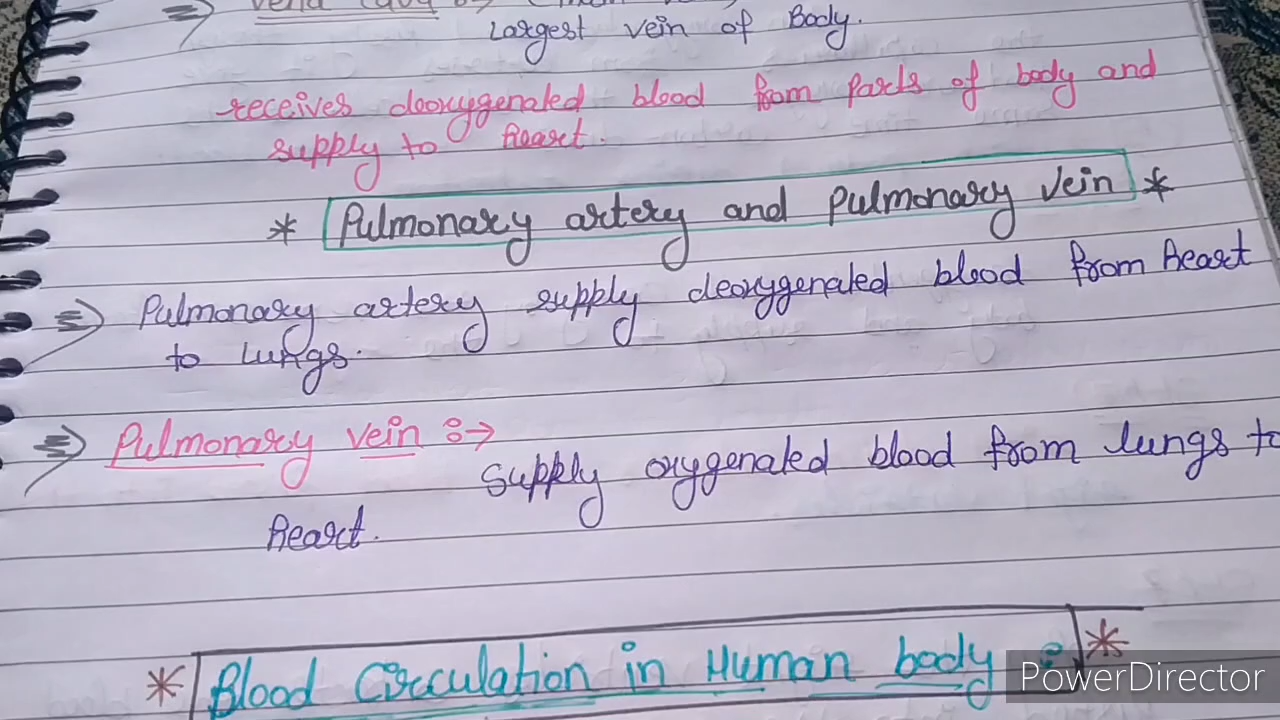 ⇒ Vena cava :→
Largest vein of Body.
receives deoxygenated blood from parts of body and
supply to heart.
* Pulmonary artery and pulmonary vein *
⇒ Pulmonary artery supply deoxygenated blood from heart
to lungs.
⇒ Pulmonary vein :→
supply oxygenated blood from lungs to
heart.
* Blood Circulation in Human body : *
PowerDirector